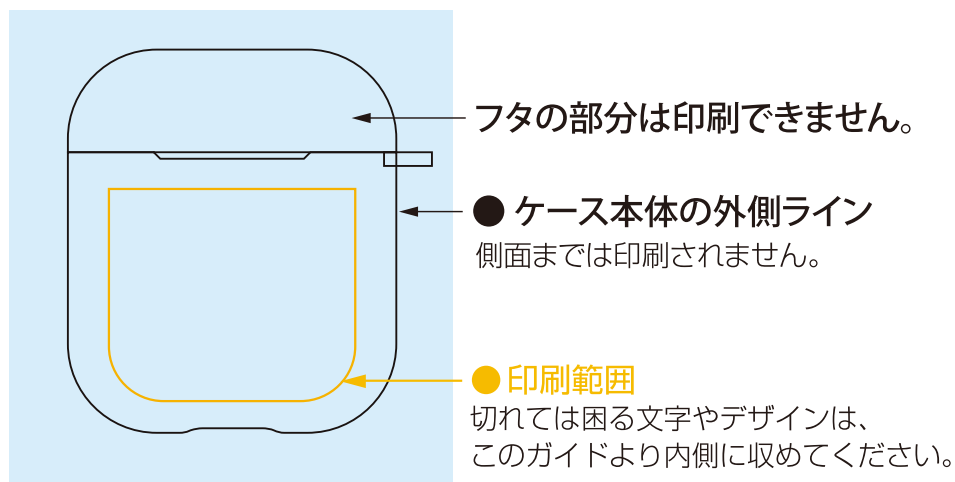 フタの部分は印刷できません。
● ケース本体の外側ライン
側面までは印刷されません。
● 印刷範囲
切れては困る文字やデザインは、
このガイドより内側に収めてください。